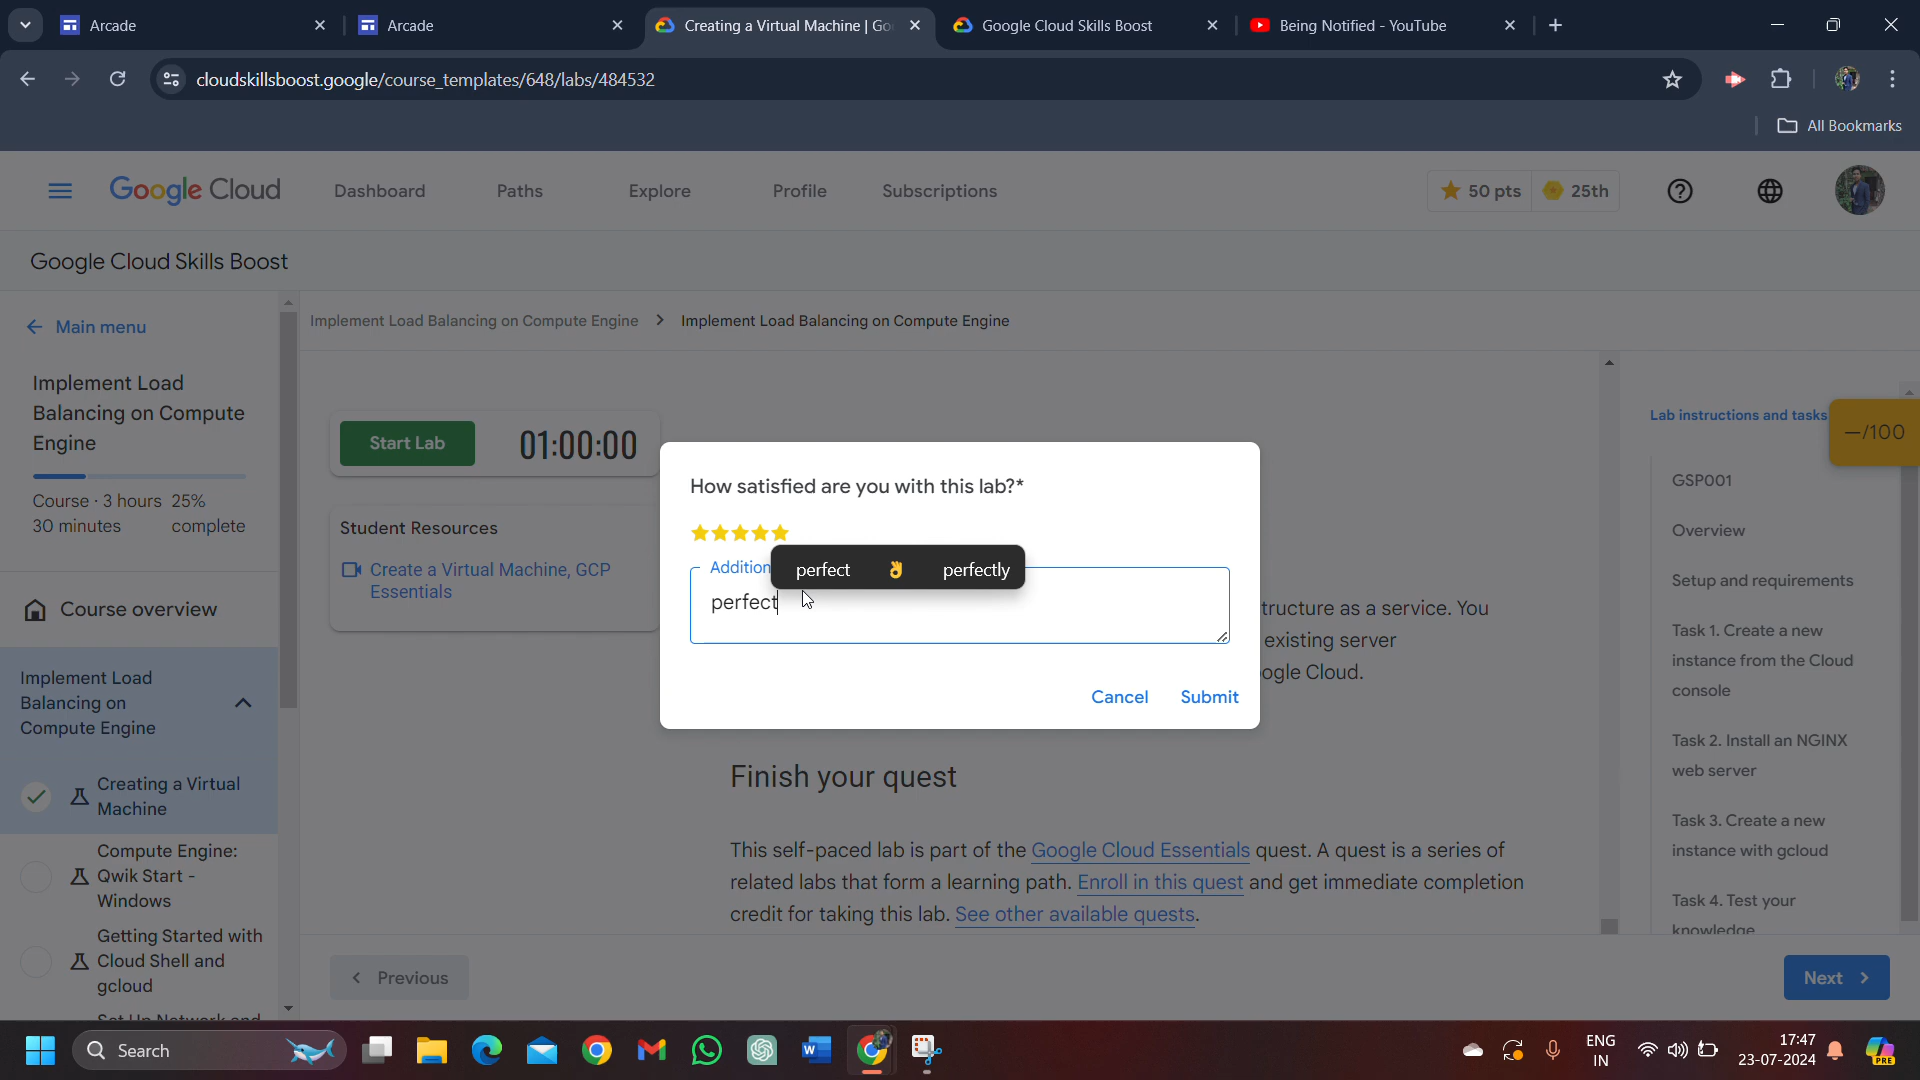 Arcade
Arcade
Creating a Virtual Machine | Go
Google Cloud Skills Boost
Being Notified - YouTube
cloudskillsboost.google/course_templates/648/labs/484532
All Bookmarks
Google Cloud
Dashboard
Paths
Explore
Profile
Subscriptions
50 pts
25th
Google Cloud Skills Boost
Main menu
Implement Load
Balancing on Compute
Engine
Course · 3 hours
30 minutes
25%
complete
Course overview
Implement Load
Balancing on
Compute Engine
Creating a Virtual
Machine
Compute Engine:
Qwik Start -
Windows
Getting Started with
Cloud Shell and
gcloud
Set Up Network and
Implement Load Balancing on Compute Engine
Implement Load Balancing on Compute Engine
Start Lab
01:00:00
Student Resources
Create a Virtual Machine, GCP
Essentials
How satisfied are you with this lab?*
Addition
perfect
perfectly
perfect
Cancel
Submit
tructure as a service. You
existing server
ogle Cloud.
Finish your quest
This self-paced lab is part of the Google Cloud Essentials quest. A quest is a series of
related labs that form a learning path. Enroll in this quest and get immediate completion
credit for taking this lab. See other available quests.
Previous
Next
Lab instructions and tasks
—/100
GSP001
Overview
Setup and requirements
Task 1. Create a new
instance from the Cloud
console
Task 2. Install an NGINX
web server
Task 3. Create a new
instance with gcloud
Task 4. Test your
knowledge
Search
ENG
IN
17:47
23-07-2024
PRE